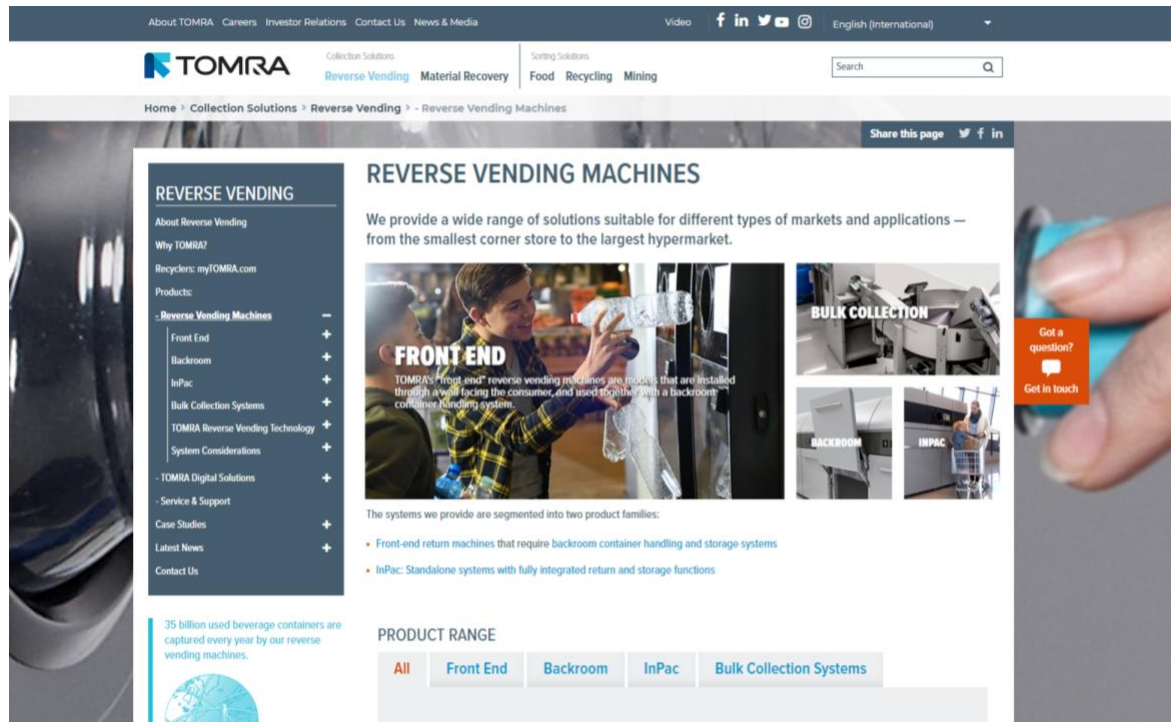 About TOMRA Careers Investor Relations Contact Us News & Media Video English (International)
TOMRA
Collection Solutions Sorting Solutions
Reverse Vending Material Recovery Food Recycling Mining
Search
Home › Collection Solutions › Reverse Vending › - Reverse Vending Machines
Share this page
REVERSE VENDING
About Reverse Vending
Why TOMRA?
Recyclers: myTOMRA.com
Products:
- Reverse Vending Machines −
Front End +
Backroom +
InPac +
Bulk Collection Systems +
TOMRA Reverse Vending Technology +
System Considerations +
- TOMRA Digital Solutions +
- Service & Support
Case Studies +
Latest News +
Contact Us
35 billion used beverage containers are
captured every year by our reverse
vending machines.
REVERSE VENDING MACHINES
We provide a wide range of solutions suitable for different types of markets and applications —
from the smallest corner store to the largest hypermarket.
FRONT END
TOMRA's "front end" reverse vending machines are models that are installed
through a wall facing the consumer, and used together with a backroom
container handling system.
BULK COLLECTION
BACKROOM
INPAC
The systems we provide are segmented into two product families:
• Front-end return machines that require backroom container handling and storage systems
• InPac: Standalone systems with fully integrated return and storage functions
PRODUCT RANGE
All Front End Backroom InPac Bulk Collection Systems
Got a
question?
Get in touch